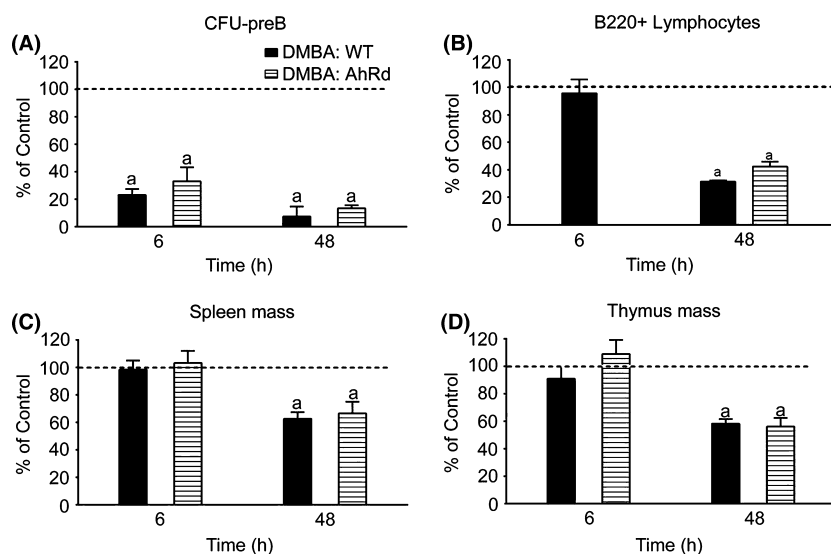 (A)
CFU-preB
DMBA: WT
DMBA: AhRd
% of Control
120
100
80
60
40
20
0
a
a
a
a
6
48
Time (h)
(B)
B220+ Lymphocytes
% of Control
120
100
80
60
40
20
0
a
a
6
48
Time (h)
(C)
Spleen mass
% of Control
120
100
80
60
40
20
0
a
a
6
48
Time (h)
(D)
Thymus mass
% of Control
120
100
80
60
40
20
0
a
a
6
48
Time (h)